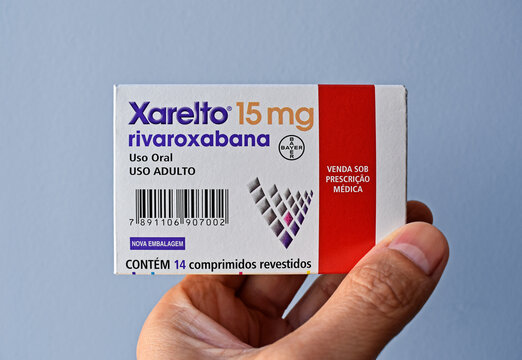 Xarelto® 15 mg
rivaroxabana
Uso Oral
USO ADULTO
BAYER
BAYER
VENDA SOB
PRESCRIÇÃO
MÉDICA
7 891106 907002
NOVA EMBALAGEM
CONTÉM 14 comprimidos revestidos